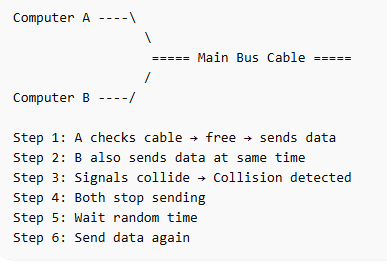 Computer A ----\
\
===== Main Bus Cable =====
/
Computer B ----/
Step 1: A checks cable → free → sends data
Step 2: B also sends data at same time
Step 3: Signals collide → Collision detected
Step 4: Both stop sending
Step 5: Wait random time
Step 6: Send data again